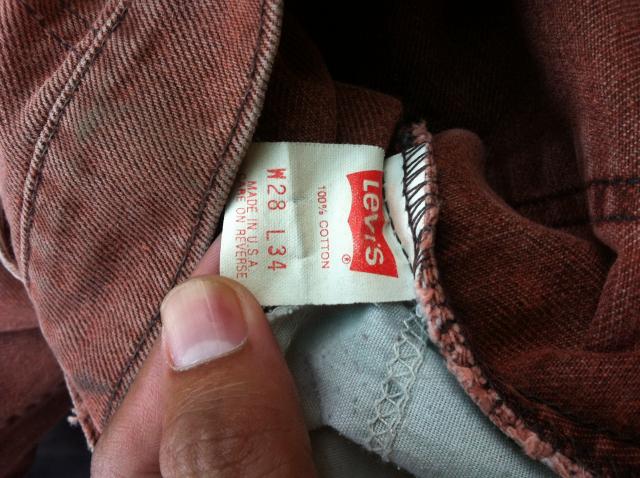 LEVI'S ®
100% COTTON
W28 L34
MADE IN U.S.A.
CARE ON REVERSE